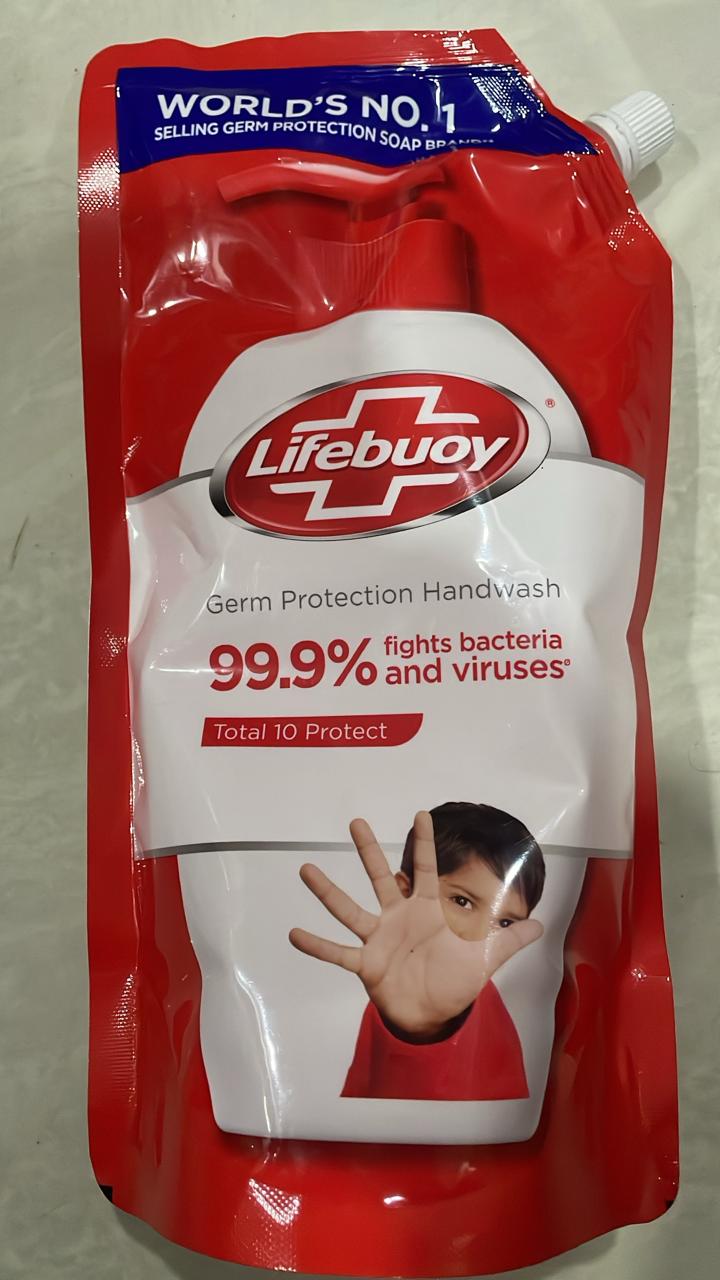 WORLD'S NO. 1
SELLING GERM PROTECTION SOAP BRAND
Lifebuoy
®
Germ Protection Handwash
99.9% fights bacteria
and viruses
Total 10 Protect